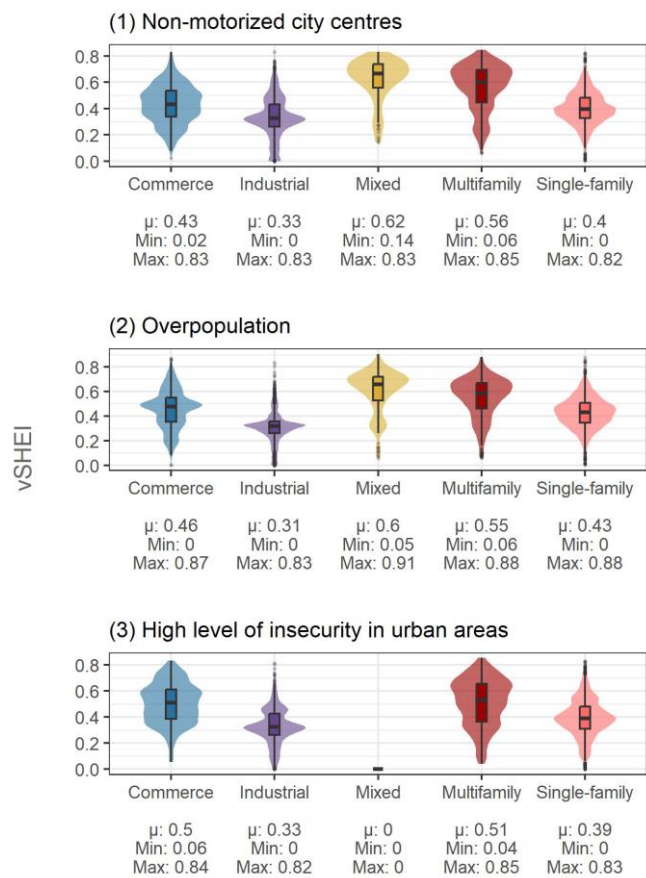 (1) Non-motorized city centres
0.8
0.6
0.4
0.2
0.0
Commerce Industrial Mixed Multifamily Single-family
µ: 0.43 µ: 0.33 µ: 0.62 µ: 0.56 µ: 0.4
Min: 0.02 Min: 0 Min: 0.14 Min: 0.06 Min: 0
Max: 0.83 Max: 0.83 Max: 0.83 Max: 0.85 Max: 0.82
(2) Overpopulation
vSHEI
0.8
0.6
0.4
0.2
0.0
Commerce Industrial Mixed Multifamily Single-family
µ: 0.46 µ: 0.31 µ: 0.6 µ: 0.55 µ: 0.43
Min: 0 Min: 0 Min: 0.05 Min: 0.06 Min: 0
Max: 0.87 Max: 0.83 Max: 0.91 Max: 0.88 Max: 0.88
(3) High level of insecurity in urban areas
0.8
0.6
0.4
0.2
0.0
Commerce Industrial Mixed Multifamily Single-family
µ: 0.5 µ: 0.33 µ: 0 µ: 0.51 µ: 0.39
Min: 0.06 Min: 0 Min: 0 Min: 0.04 Min: 0
Max: 0.84 Max: 0.82 Max: 0 Max: 0.85 Max: 0.83